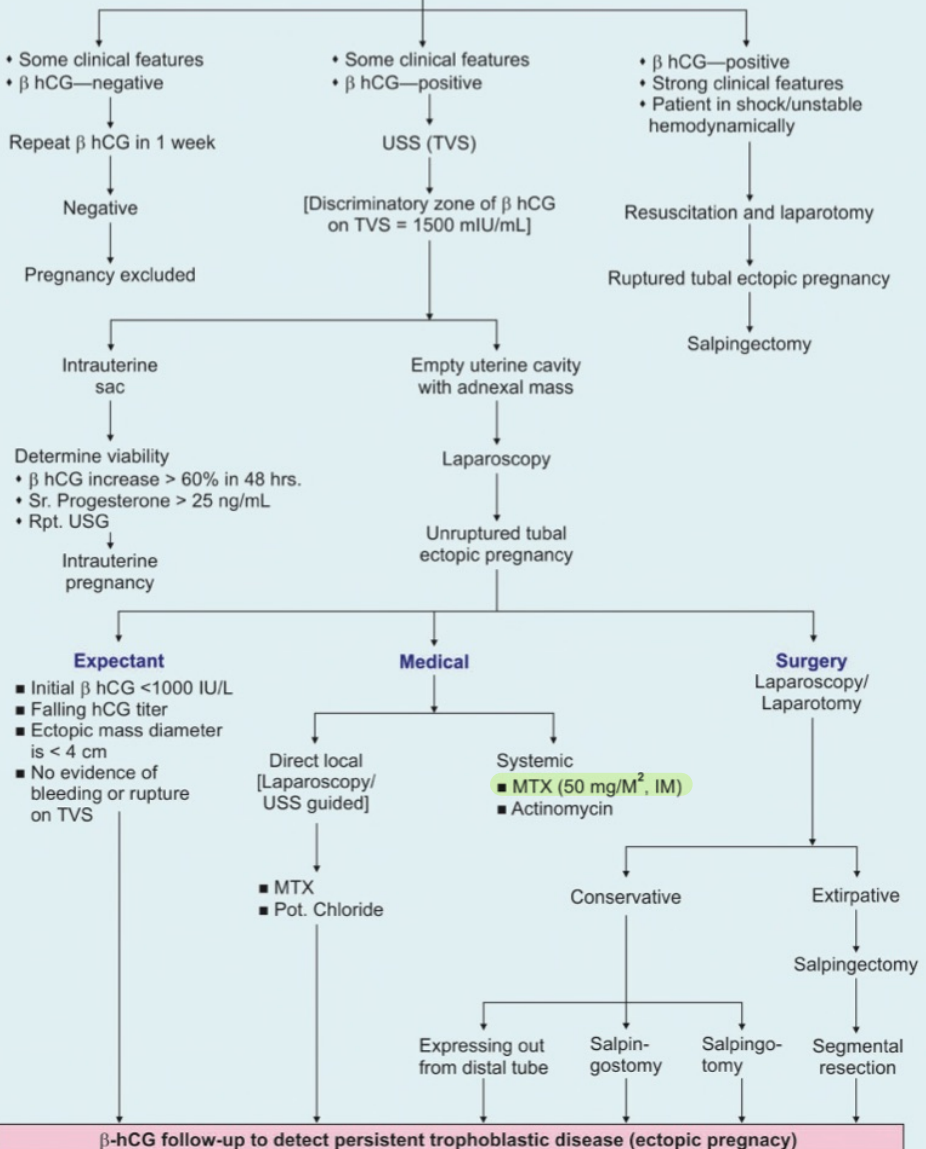 • Some clinical features
• β hCG—negative
Repeat β hCG in 1 week
Negative
Pregnancy excluded
• Some clinical features
• β hCG—positive
USS (TVS)
[Discriminatory zone of β hCG
on TVS = 1500 mIU/mL]
• β hCG—positive
• Strong clinical features
• Patient in shock/unstable
hemodynamically
Resuscitation and laparotomy
Ruptured tubal ectopic pregnancy
Salpingectomy
Intrauterine
sac
Determine viability
• β hCG increase > 60% in 48 hrs.
• Sr. Progesterone > 25 ng/mL
• Rpt. USG
Intrauterine
pregnancy
Empty uterine cavity
with adnexal mass
Laparoscopy
Unruptured tubal
ectopic pregnancy
Expectant
■ Initial β hCG <1000 IU/L
■ Falling hCG titer
■ Ectopic mass diameter
is < 4 cm
■ No evidence of
bleeding or rupture
on TVS
Medical
Direct local
[Laparoscopy/
USS guided]
■ MTX
■ Pot. Chloride
Systemic
■ MTX (50 mg/M², IM)
■ Actinomycin
Surgery
Laparoscopy/
Laparotomy
Conservative
Expressing out
from distal tube
Salpin-
gostomy
Salpingo-
tomy
Extirpative
Salpingectomy
Segmental
resection
β-hCG follow-up to detect persistent trophoblastic disease (ectopic pregnacy)